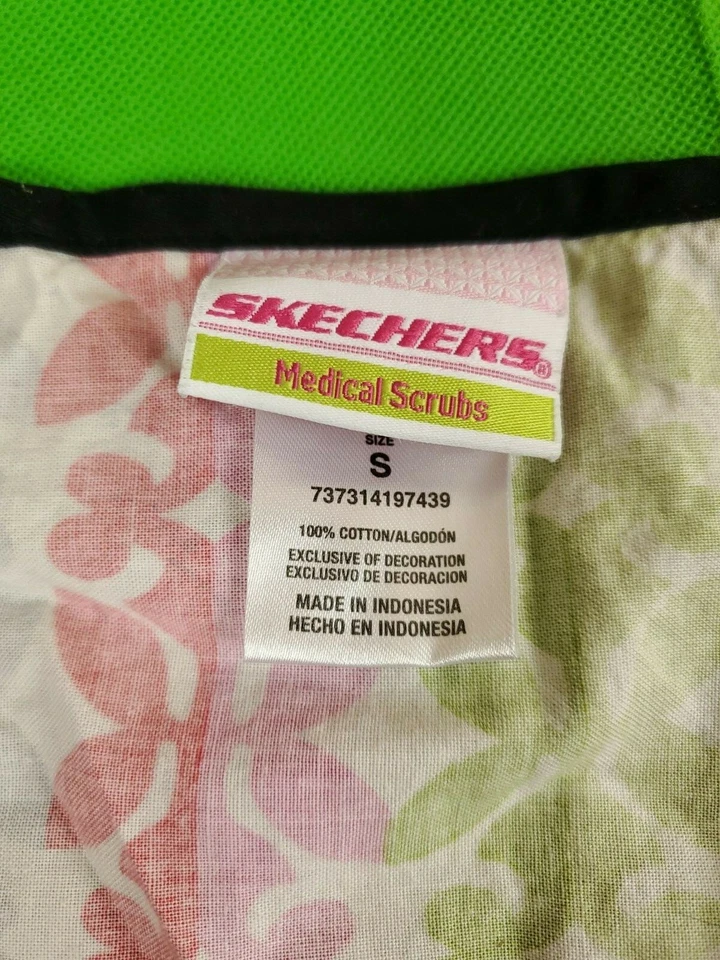 SKECHERS®
Medical Scrubs
SIZE
S
737314197439
100% COTTON/ALGODÓN
EXCLUSIVE OF DECORATION
EXCLUSIVO DE DECORACION
MADE IN INDONESIA
HECHO EN INDONESIA